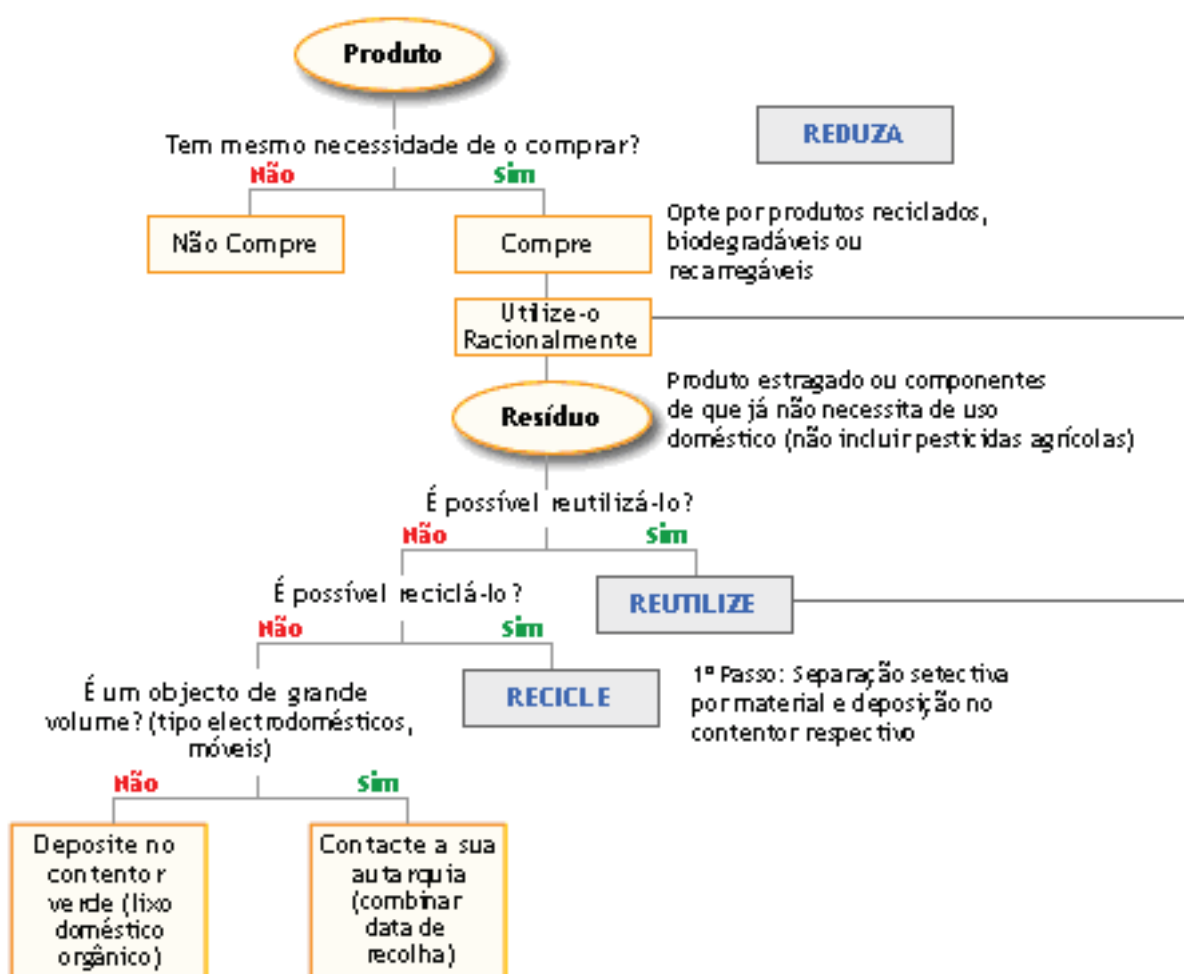 Produto
Tem mesmo necessidade de o comprar?
REDUZA
Não
Sim
Não Compre
Compre
Opte por produtos reciclados,
biodegradáveis ou
recarregáveis
Utilize-o
Racionalmente
Resíduo
Produto estragado ou componentes
de que já não necessita de uso
doméstico (não incluir pesticidas agrícolas)
É possível reutilizá-lo?
Não
Sim
É possível reciclá-lo?
REUTILIZE
Não
Sim
É um objecto de grande
volume? (tipo electrodomésticos,
móveis)
RECICLE
1º Passo: Separação setectiva
por material e deposição no
contentor respectivo
Não
Sim
Deposite no
contentor
verde (lixo
doméstico
orgânico)
Contacte a sua
autarquia
(combinar
data de
recolha)